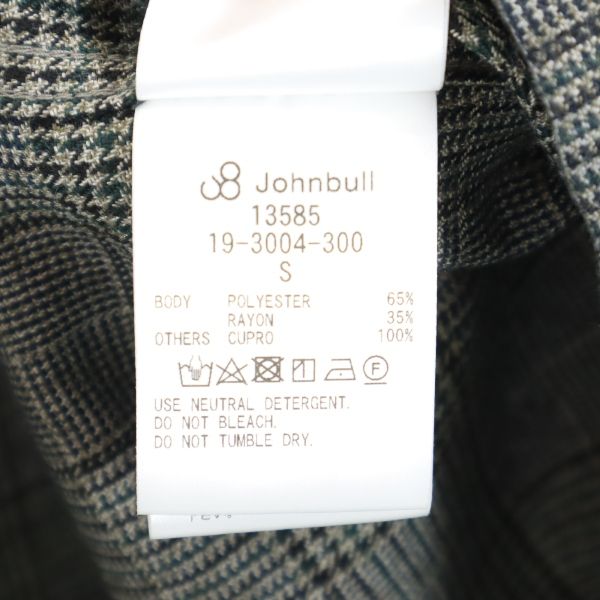 Johnbull
13585
19-3004-300
S
BODY POLYESTER 65%
RAYON 35%
OTHERS CUPRO 100%
F
USE NEUTRAL DETERGENT.
DO NOT BLEACH.
DO NOT TUMBLE DRY.